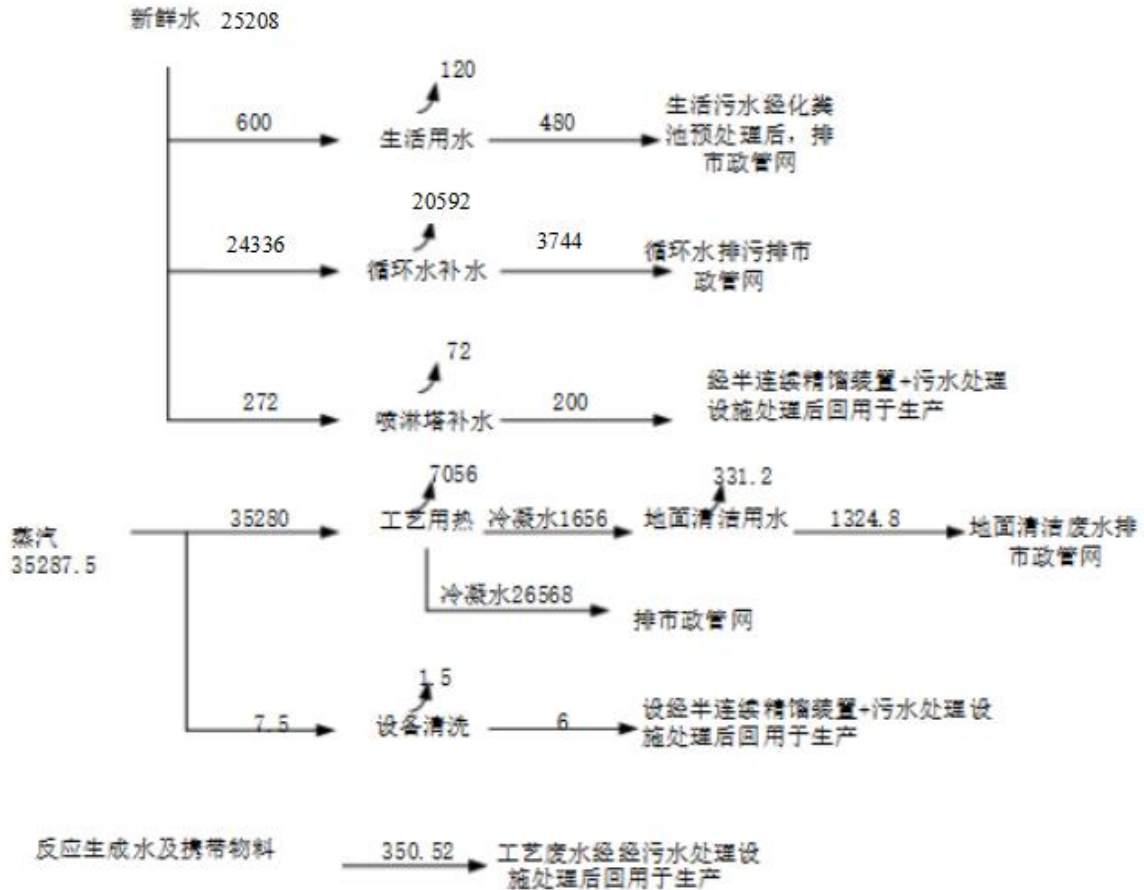 新鲜水 25208
120
600
生活用水
480
生活污水经化粪
池预处理后，排
市政管网
20592
24336
循环水补水
3744
循环水排污排市
政管网
72
272
喷淋塔补水
200
经半连续精馏装置+污水处理
设施处理后回用于生产
蒸汽
35287.5
7056
35280
工艺用热
冷凝水1656
331.2
地面清洁用水
1324.8
地面清洁废水排
市政管网
冷凝水26568
排市政管网
1.5
7.5
设备清洗
6
设经半连续精馏装置+污水处理设
施处理后回用于生产
反应生成水及携带物料
350.52
工艺废水经经污水处理设
施处理后回用于生产